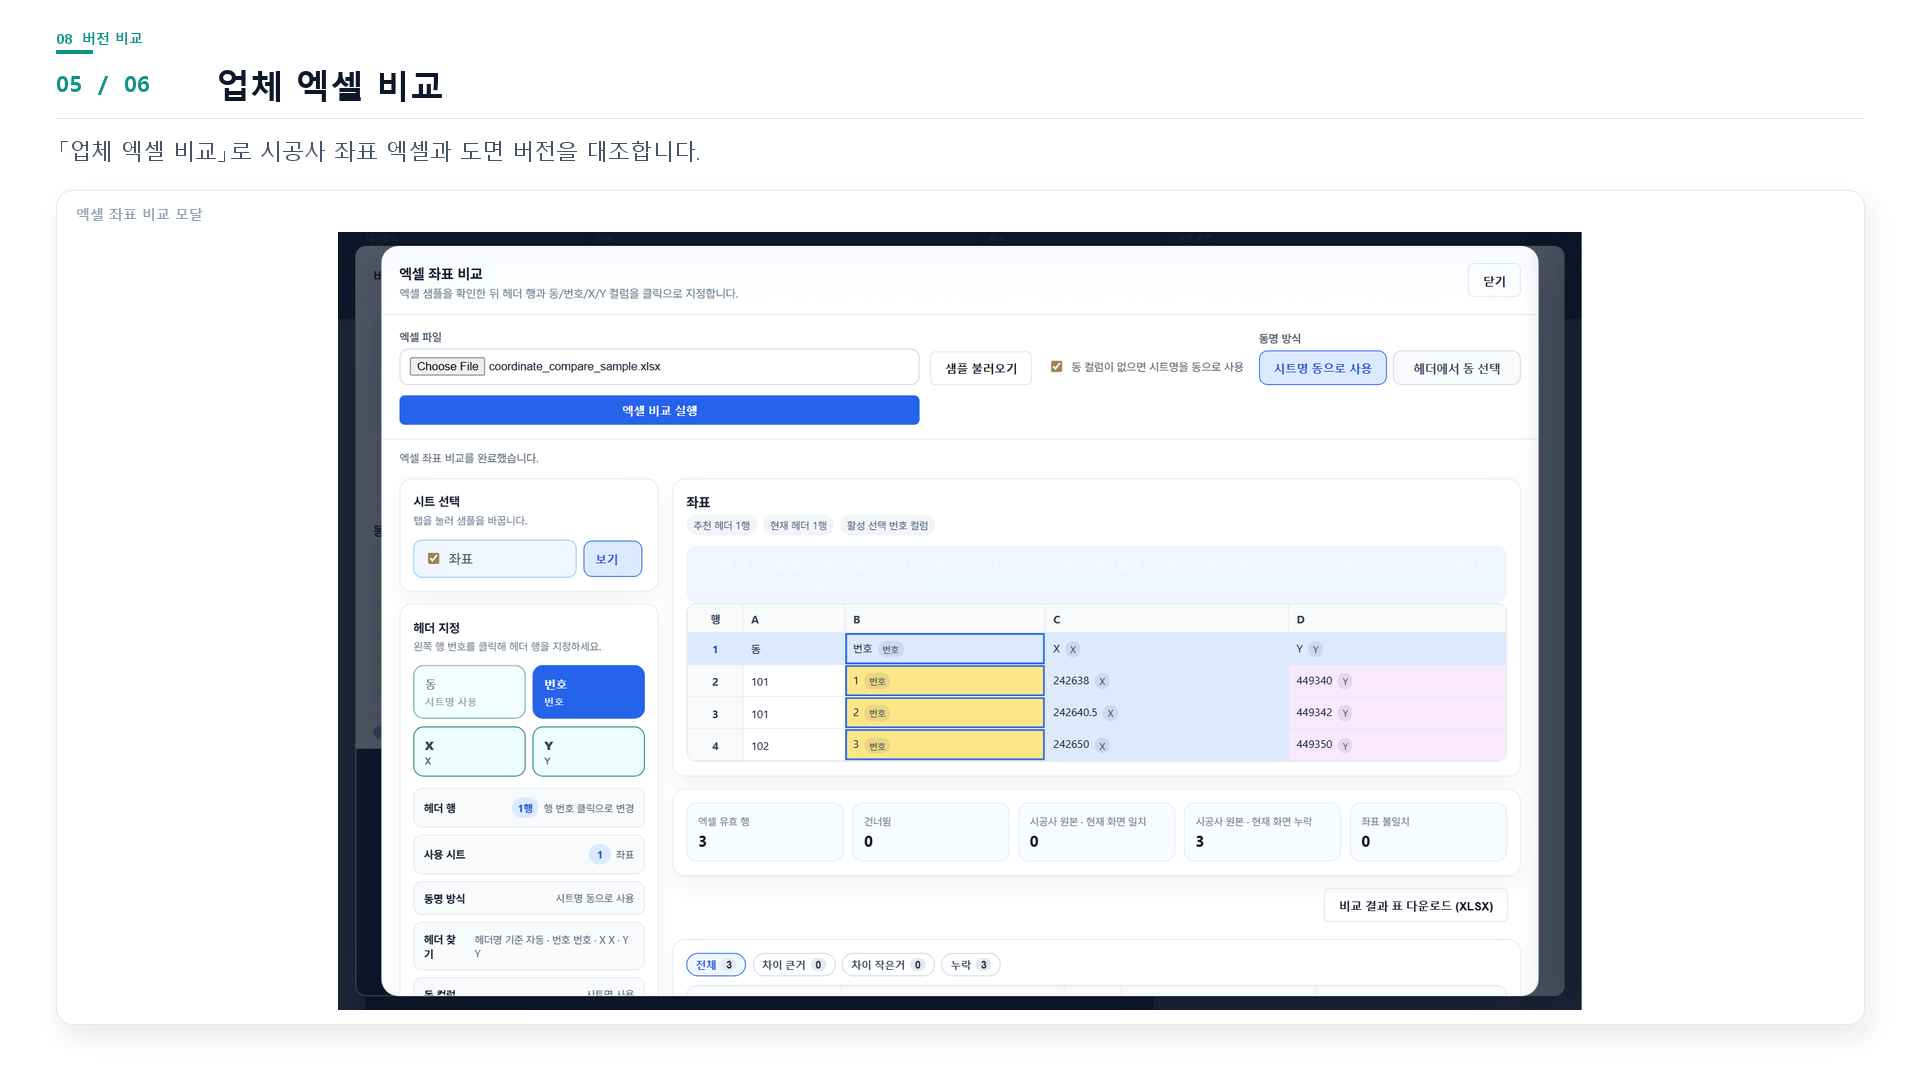 08 버전 비교
05 / 06 업체 엑셀 비교
「업체 엑셀 비교」로 시공사 좌표 엑셀과 도면 버전을 대조합니다.
엑셀 좌표 비교 모달
엑셀 좌표 비교
엑셀 샘플을 확인한 뒤 헤더 행과 동/번호/X/Y 컬럼을 클릭으로 지정합니다.
닫기
엑셀 파일
Choose File coordinate_compare_sample.xlsx
샘플 불러오기
동 컬럼이 없으면 시트명을 동으로 사용
동명 방식
시트명 동으로 사용 헤더에서 동 선택
엑셀 비교 실행
엑셀 좌표 비교를 완료했습니다.
시트 선택
탭을 눌러 샘플을 바꿉니다.
좌표 보기
헤더 지정
왼쪽 행 번호를 클릭해 헤더 행을 지정하세요.
동
시트명 사용
번호
번호
X
X
Y
Y
헤더 행 1행 행 번호 클릭으로 변경
사용 시트 1 좌표
동명 방식 시트명 동으로 사용
헤더 찾기 헤더명 기준 자동 · 번호 번호 · X X · Y
Y
동 컬럼 시트명 사용
좌표
추천 헤더 1행 현재 헤더 1행 활성 선택 번호 컬럼
행 A B C D
1 동 번호 번호 X X Y Y
2 101 1 번호 242638 X 449340 Y
3 101 2 번호 242640.5 X 449342 Y
4 102 3 번호 242650 X 449350 Y
엑셀 유효 행
3
건너뜀
0
시공사 원본 · 현재 화면 일치
0
시공사 원본 · 현재 화면 누락
3
좌표 불일치
0
비교 결과 표 다운로드 (XLSX)
전체 3 차이 큰거 0 차이 작은거 0 누락 3